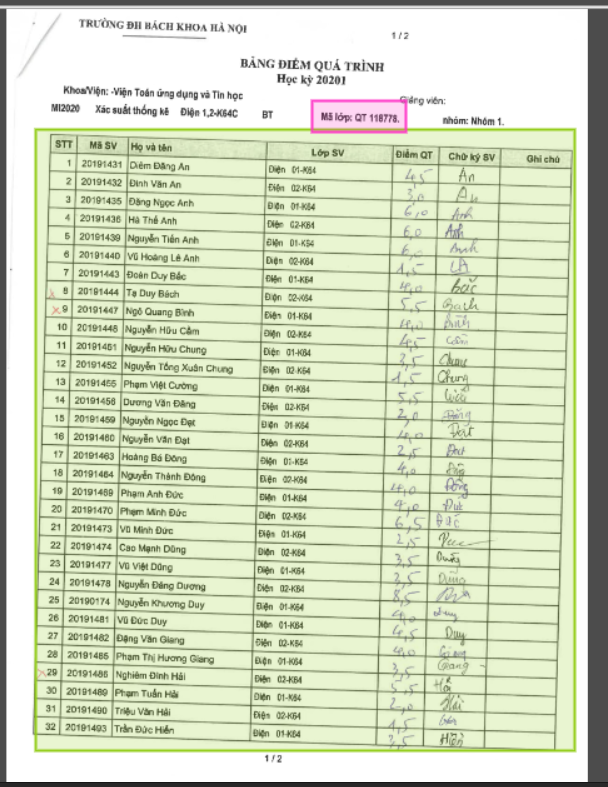 TRƯỜNG ĐH BÁCH KHOA HÀ NỘI
1/2
BẢNG ĐIỂM QUÁ TRÌNH
Học kỳ 20201
Khoa/Viện: -Viện Toán ứng dụng và Tin học Giảng viên:
MI2020 Xác suất thống kê Điện 1,2-K64C BT Mã lớp: QT 118778. nhóm: Nhóm 1.
STT Mã SV Họ và tên Lớp SV Điểm QT Chữ ký SV Ghi chú
1 20191431 Diêm Đăng An Điện 01-K64 4,5 An
2 20191432 Đinh Văn An Điện 02-K64 3,0 An
3 20191435 Đặng Ngọc Anh Điện 01-K64 6,0 Anh
4 20191436 Hà Thế Anh Điện 02-K64 6,0 Anh
5 20191439 Nguyễn Tiến Anh Điện 01-K64 6,0 Anh
6 20191440 Vũ Hoàng Lê Anh Điện 02-K64 1,5 LA
7 20191443 Đoàn Duy Bắc Điện 01-K64 4,0 Bắc
8 20191444 Tạ Duy Bách Điện 02-K64 5,5 Bách
9 20191447 Ngô Quang Bình Điện 01-K64 4,0 Bình
10 20191448 Nguyễn Hữu Cầm Điện 02-K64 4,5 Cầm
11 20191451 Nguyễn Hữu Chung Điện 01-K64 3,5 Chung
12 20191452 Nguyễn Tống Xuân Chung Điện 02-K64 1,5 Chung
13 20191455 Phạm Việt Cường Điện 01-K64 5,5
14 20191456 Dương Văn Đăng Điện 02-K64 2,0 Đăng
15 20191459 Nguyễn Ngọc Đạt Điện 01-K64 4,0 Đạt
16 20191460 Nguyễn Văn Đạt Điện 02-K64 2,5 Đạt
17 20191463 Hoàng Bá Đông Điện 01-K64 4,0
18 20191464 Nguyễn Thành Đông Điện 02-K64 4,0 Đông
19 20191469 Phạm Anh Đức Điện 01-K64 4,0 Đức
20 20191470 Phạm Minh Đức Điện 02-K64 6,5 Đức
21 20191473 Vũ Minh Đức Điện 01-K64 2,5
22 20191474 Cao Mạnh Dũng Điện 02-K64 3,5 Dũng
23 20191477 Vũ Việt Dũng Điện 01-K64 3,5 Dũng
24 20191478 Nguyễn Đăng Dương Điện 02-K64 8,5
25 20190174 Nguyễn Khương Duy Điện 01-K64 4,0 Duy
26 20191481 Vũ Đức Duy Điện 01-K64 4,5 Duy
27 20191482 Đặng Văn Giang Điện 02-K64 4,0 Giang
28 20191485 Phạm Thị Hương Giang Điện 01-K64 3,5 Giang
29 20191486 Nghiêm Đình Hải Điện 02-K64 5,5
30 20191489 Phạm Tuấn Hải Điện 01-K64 2,0 Hải
31 20191490 Triệu Văn Hải Điện 02-K64 1,5
32 20191493 Trần Đức Hiển Điện 01-K64 3,5 Hiển
1/2